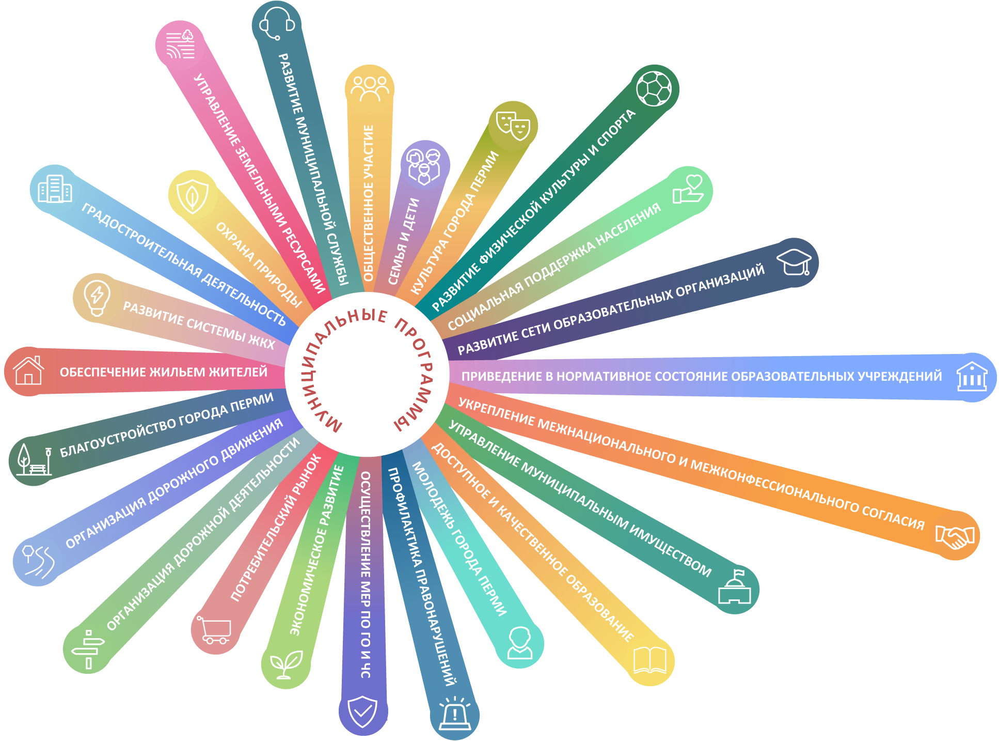 МУНИЦИПАЛЬНЫЕ ПРОГРАММЫ
ОБЩЕСТВЕННОЕ УЧАСТИЕ
СЕМЬЯ И ДЕТИ
КУЛЬТУРА ГОРОДА ПЕРМИ
РАЗВИТИЕ ФИЗИЧЕСКОЙ КУЛЬТУРЫ И СПОРТА
СОЦИАЛЬНАЯ ПОДДЕРЖКА НАСЕЛЕНИЯ
РАЗВИТИЕ СЕТИ ОБРАЗОВАТЕЛЬНЫХ ОРГАНИЗАЦИЙ
ПРИВЕДЕНИЕ В НОРМАТИВНОЕ СОСТОЯНИЕ ОБРАЗОВАТЕЛЬНЫХ УЧРЕЖДЕНИЙ
УКРЕПЛЕНИЕ МЕЖНАЦИОНАЛЬНОГО И МЕЖКОНФЕССИОНАЛЬНОГО СОГЛАСИЯ
УПРАВЛЕНИЕ МУНИЦИПАЛЬНЫМ ИМУЩЕСТВОМ
ДОСТУПНОЕ И КАЧЕСТВЕННОЕ ОБРАЗОВАНИЕ
МОЛОДЕЖЬ ГОРОДА ПЕРМИ
ПРОФИЛАКТИКА ПРАВОНАРУШЕНИЙ
ОСУЩЕСТВЛЕНИЕ МЕР ПО ГО И ЧС
ЭКОНОМИЧЕСКОЕ РАЗВИТИЕ
ПОТРЕБИТЕЛЬСКИЙ РЫНОК
ОРГАНИЗАЦИЯ ДОРОЖНОЙ ДЕЯТЕЛЬНОСТИ
ОРГАНИЗАЦИЯ ДОРОЖНОГО ДВИЖЕНИЯ
БЛАГОУСТРОЙСТВО ГОРОДА ПЕРМИ
ОБЕСПЕЧЕНИЕ ЖИЛЬЕМ ЖИТЕЛЕЙ
РАЗВИТИЕ СИСТЕМЫ ЖКХ
ГРАДОСТРОИТЕЛЬНАЯ ДЕЯТЕЛЬНОСТЬ
ОХРАНА ПРИРОДЫ
УПРАВЛЕНИЕ ЗЕМЕЛЬНЫМИ РЕСУРСАМИ
РАЗВИТИЕ МУНИЦИПАЛЬНОЙ СЛУЖБЫ